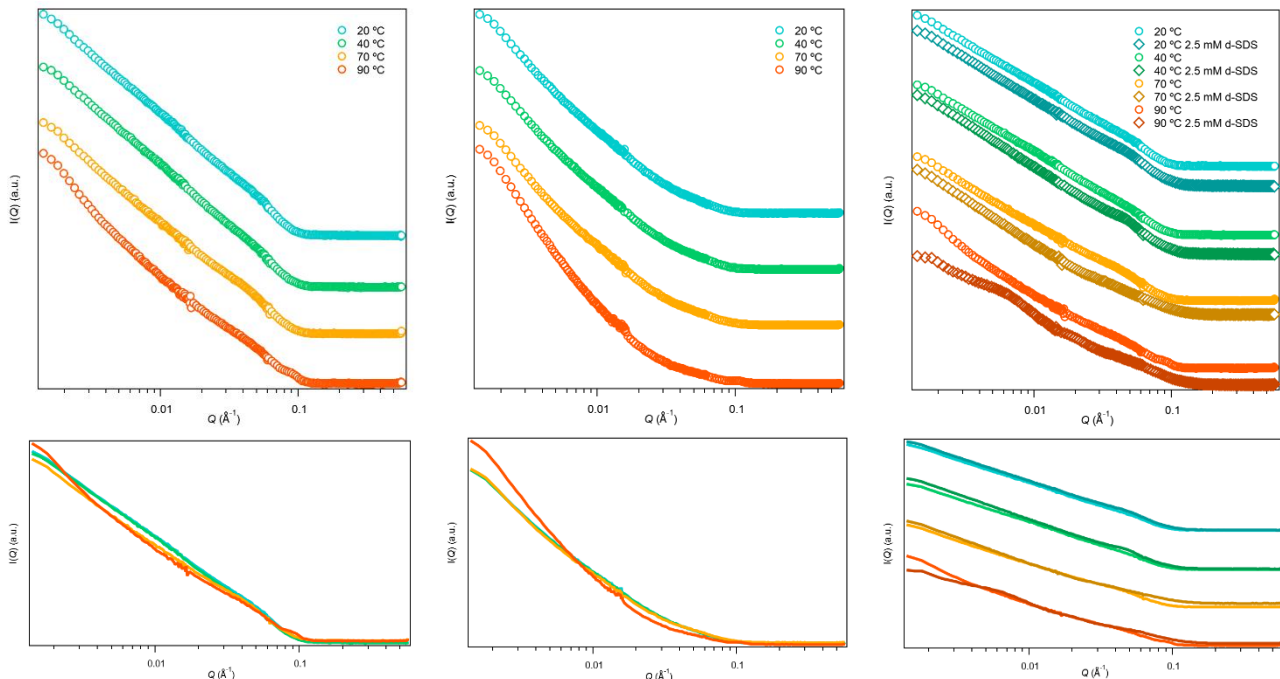 I(Q) (a.u.)
20 ºC
40 ºC
70 ºC
90 ºC
0.01
0.1
Q (Å⁻¹)
I(Q) (a.u.)
20 ºC
40 ºC
70 ºC
90 ºC
0.01
0.1
Q (Å⁻¹)
I(Q) (a.u.)
20 ºC
20 ºC 2.5 mM d-SDS
40 ºC
40 ºC 2.5 mM d-SDS
70 ºC
70 ºC 2.5 mM d-SDS
90 ºC
90 ºC 2.5 mM d-SDS
0.01
0.1
Q (Å⁻¹)
I(Q) (a.u.)
0.01
0.1
Q (Å⁻¹)
I(Q) (a.u.)
0.01
0.1
Q (Å⁻¹)
I(Q) (a.u.)
0.01
0.1
Q (Å⁻¹)